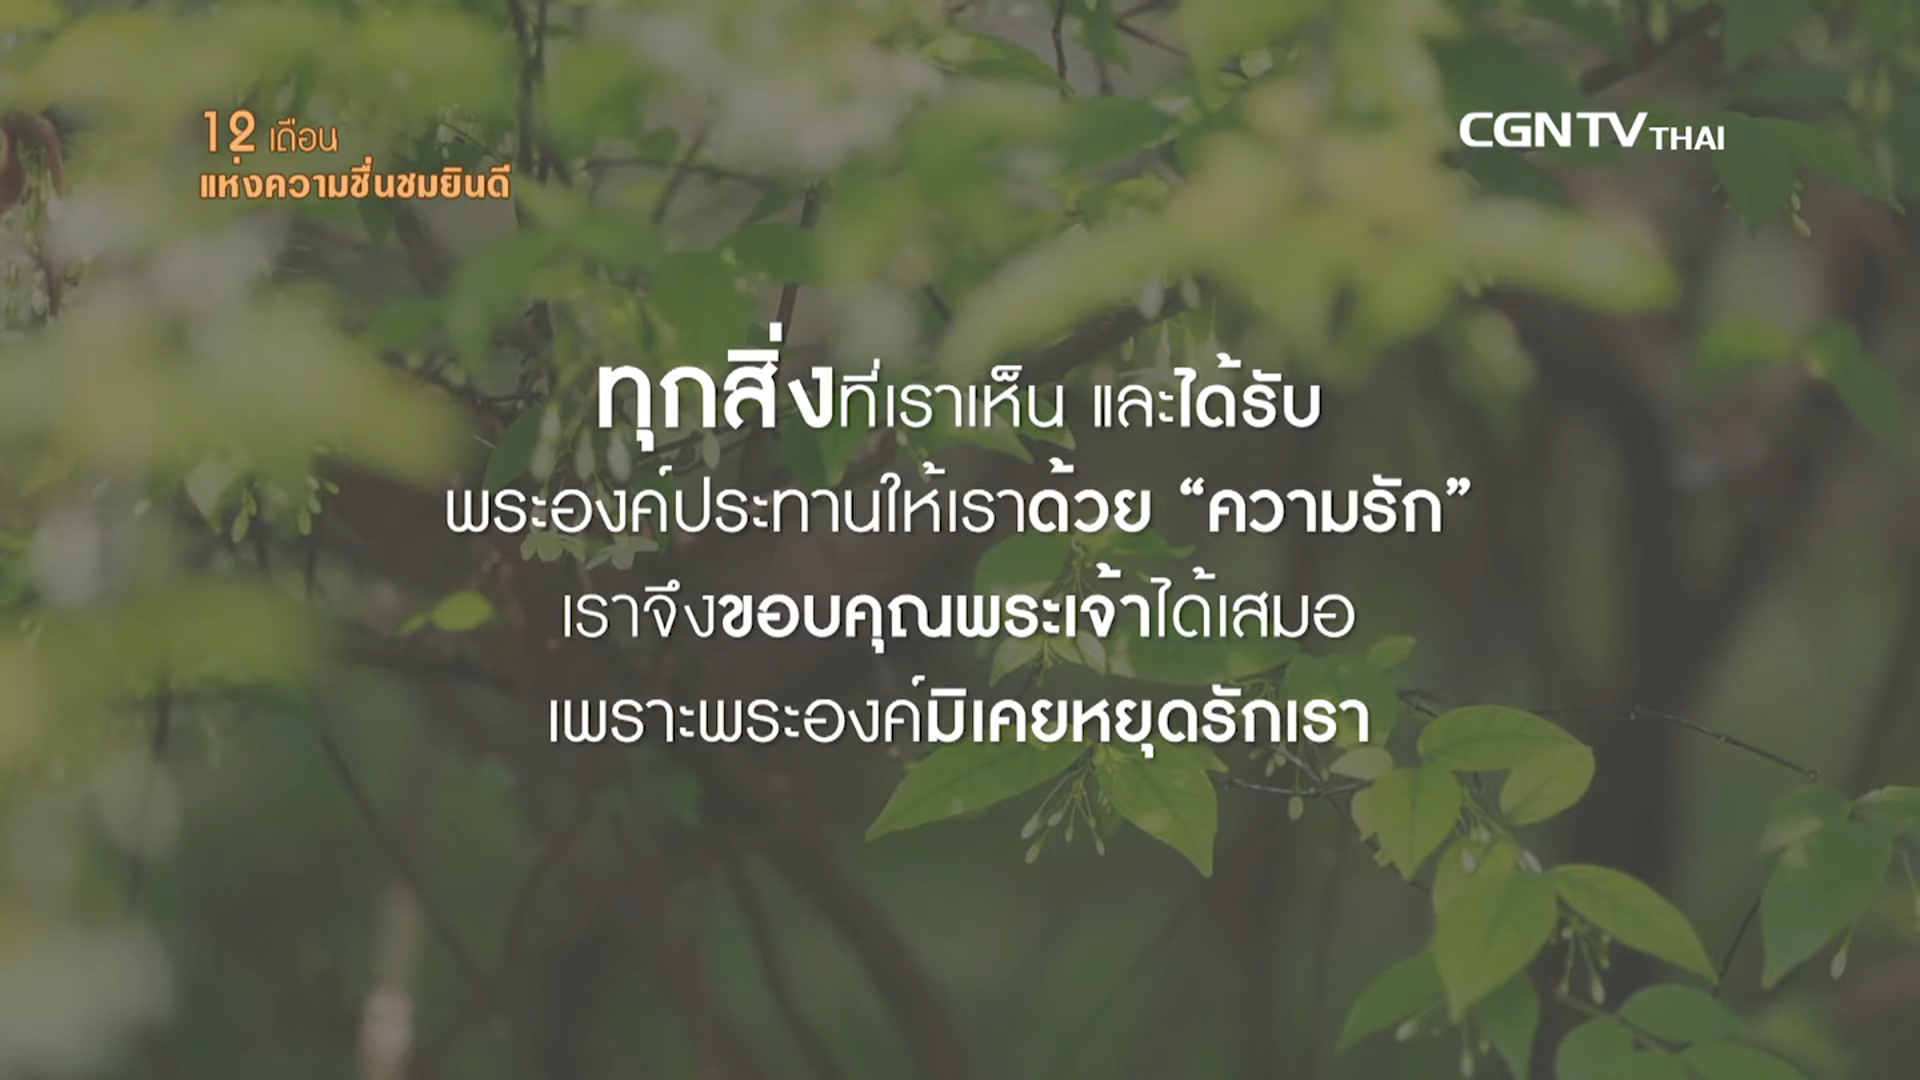 12 เดือน
แห่งความชื่นชมยินดี
CGNTV THAI
ทุกสิ่งที่เราเห็น และได้รับ
พระองค์ประทานให้เราด้วย “ความรัก”
เราจึงขอบคุณพระเจ้าได้เสมอ
เพราะพระองค์มิเคยหยุดรักเรา